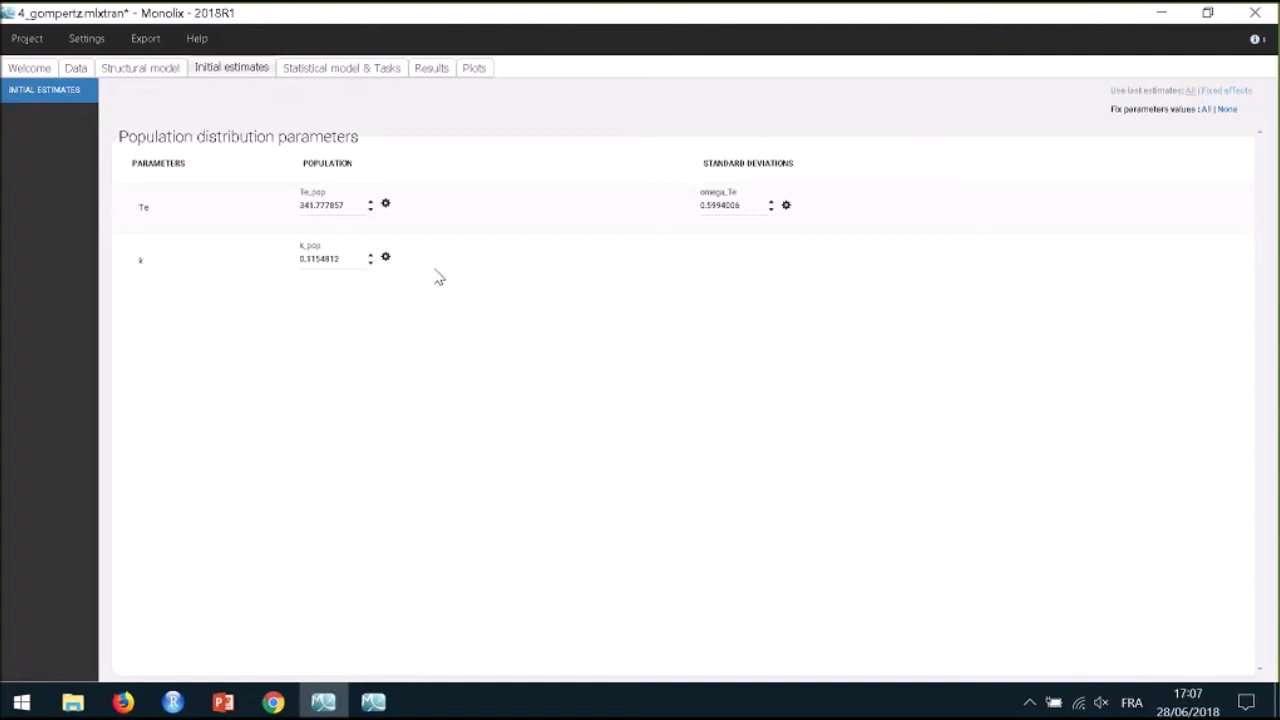 4_gompertz.mlxtran* - Monolix - 2018R1
Project Settings Export Help
1
Welcome Data Structural model Initial estimates Statistical model & Tasks Results Plots
INITIAL ESTIMATES
Use last estimates: All | Fixed effects
Fix parameters values : All | None
Population distribution parameters
PARAMETERS POPULATION STANDARD DEVIATIONS
Te_pop omega_Te
Te 341.777857 0.5994006
k_pop
k 0.1154812
FRA
17:07
28/06/2018